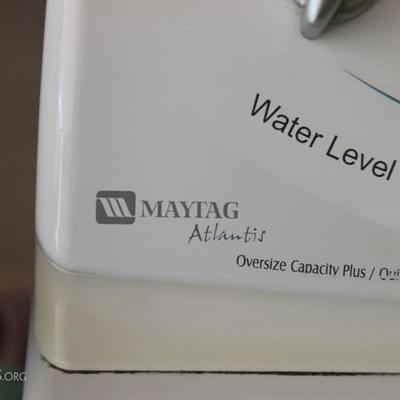 Water Level
MAYTAG
Atlantis
Oversize Capacity Plus /